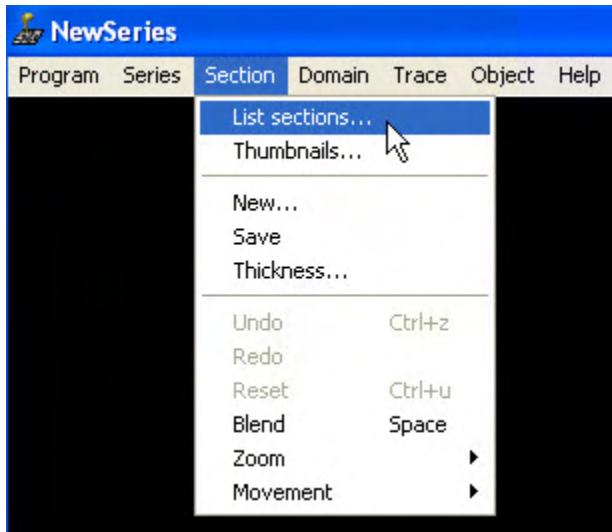 NewSeries
Program Series Section Domain Trace Object Help
List sections...
Thumbnails...
New...
Save
Thickness...
Undo Ctrl+z
Redo
Reset Ctrl+u
Blend Space
Zoom
Movement